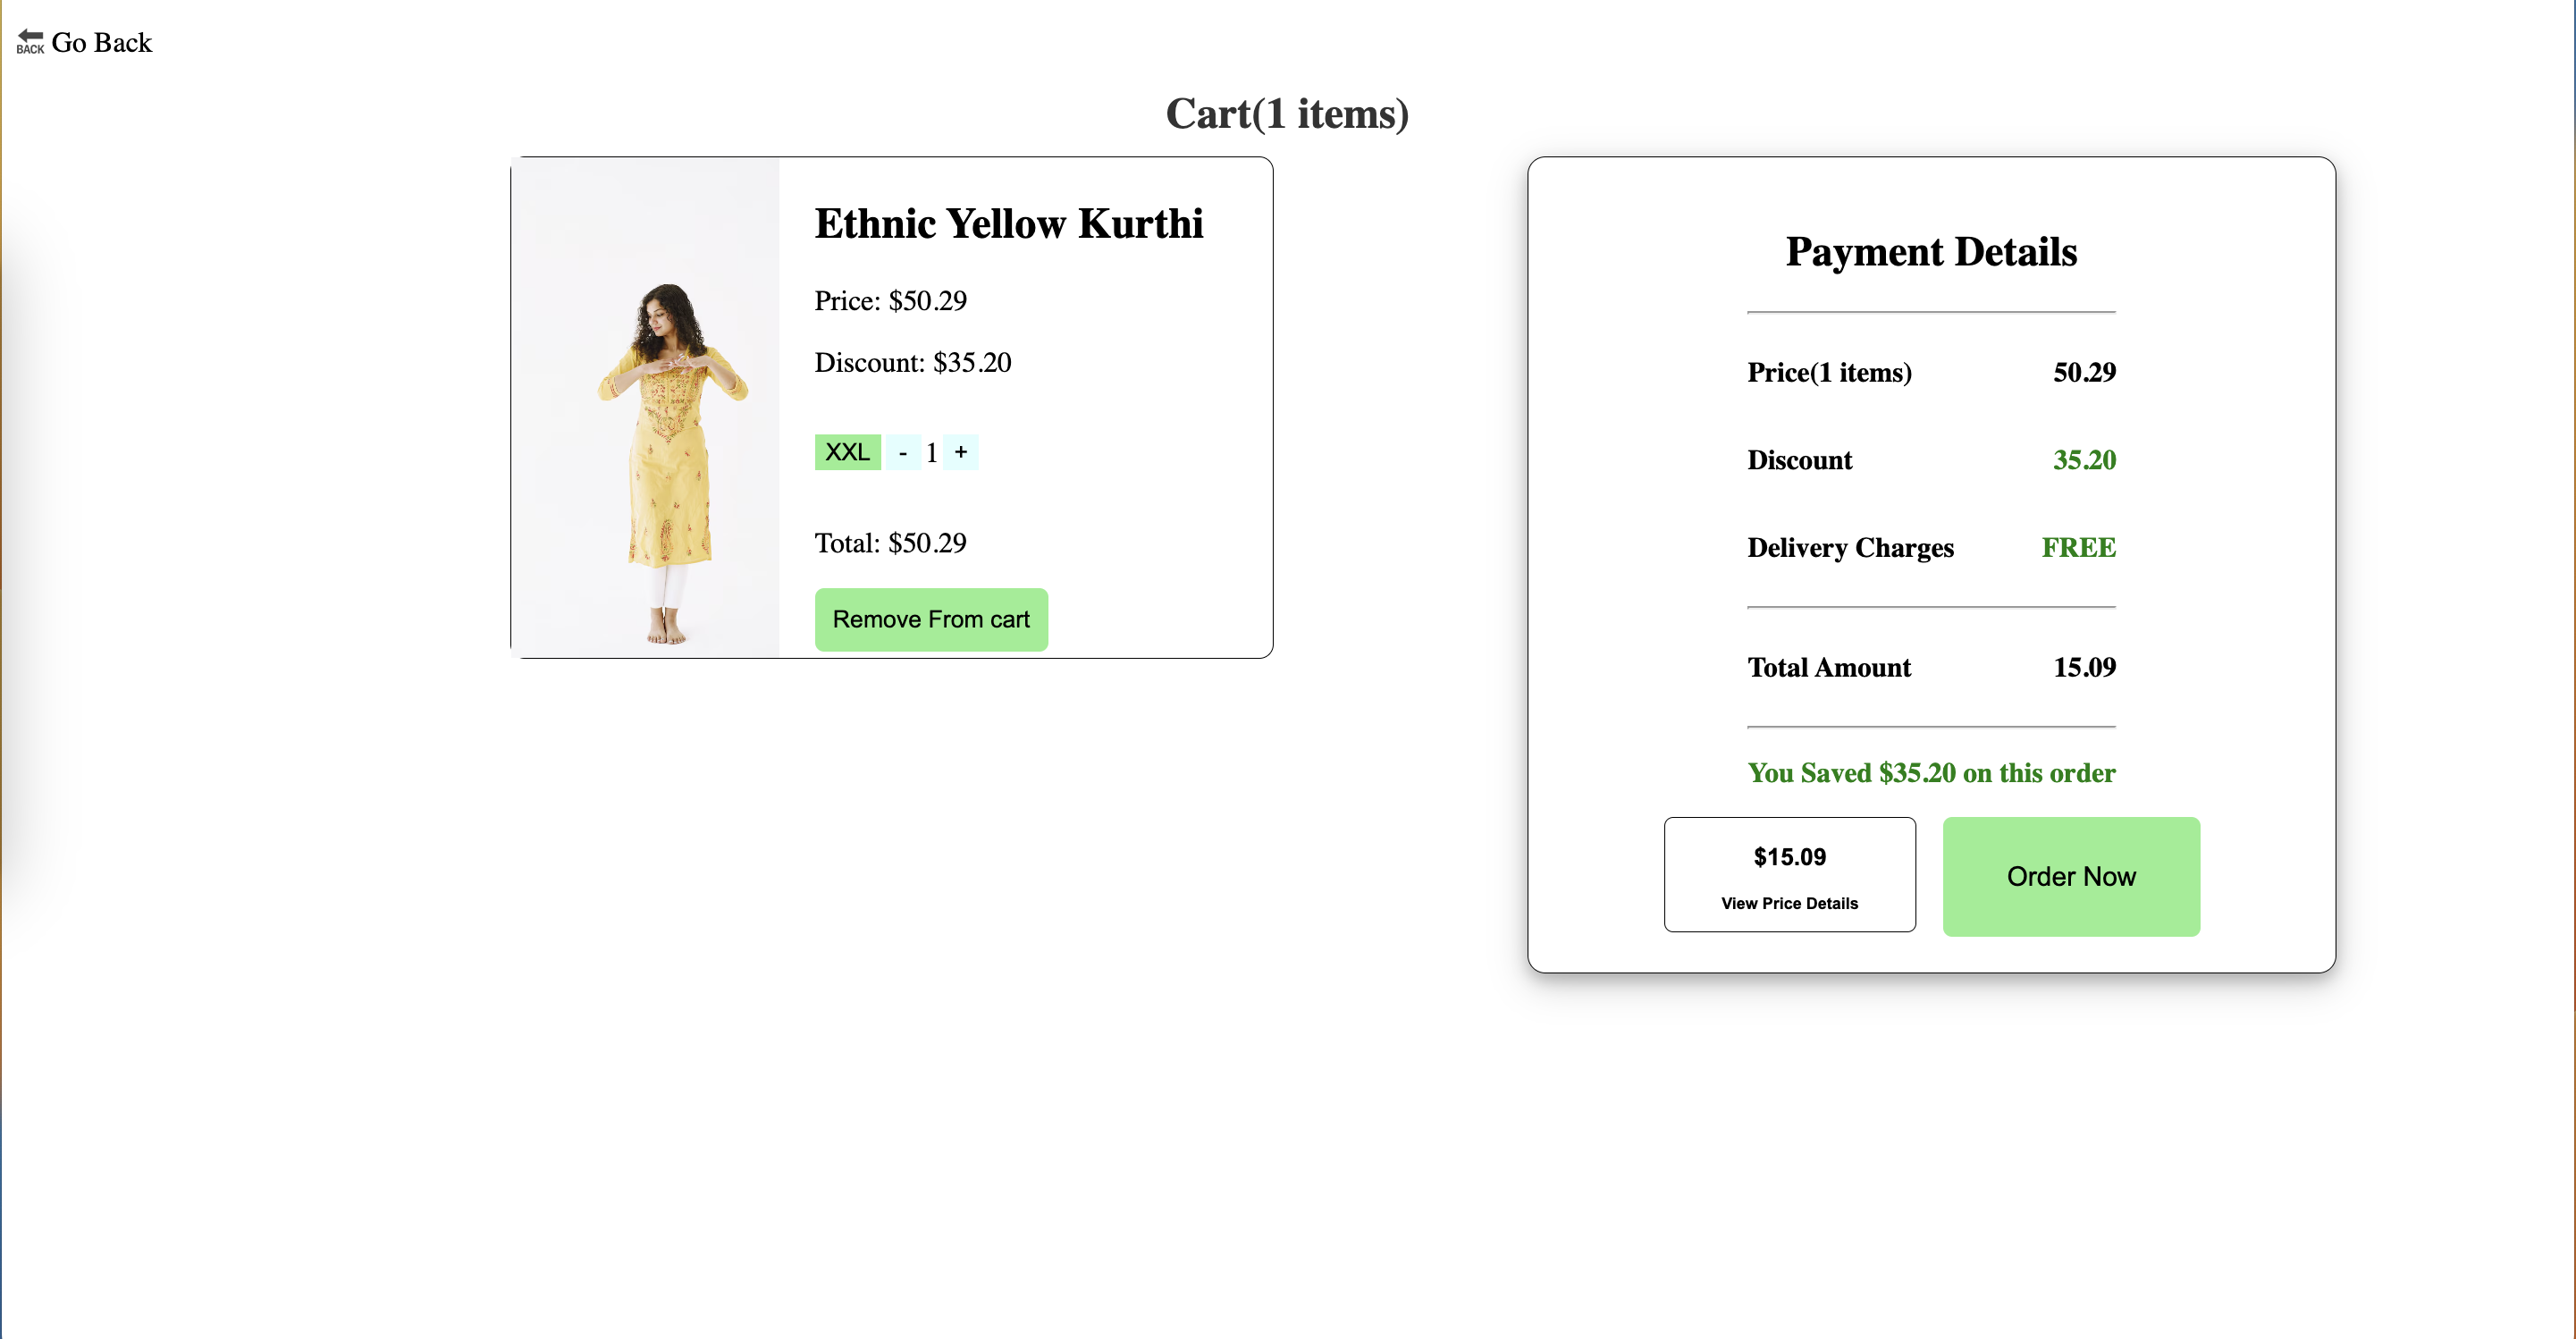 BACK Go Back
Cart(1 items)
Ethnic Yellow Kurthi
Price: $50.29
Discount: $35.20
XXL - 1 +
Total: $50.29
Remove From cart
Payment Details
Price(1 items) 50.29
Discount 35.20
Delivery Charges FREE
Total Amount 15.09
You Saved $35.20 on this order
$15.09
View Price Details
Order Now